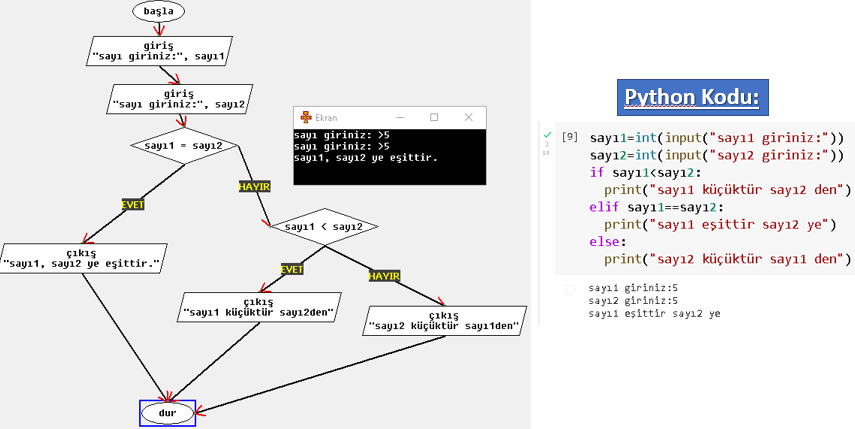 başla
giriş
"sayı giriniz:", sayı1
giriş
"sayı giriniz:", sayı2
sayı1 = sayı2
EVET
HAYIR
çıkış
"sayı1, sayı2 ye eşittir."
sayı1 < sayı2
EVET
HAYIR
çıkış
"sayı1 küçüktür sayı2den"
çıkış
"sayı2 küçüktür sayı1den"
dur
Ekran
sayı giriniz: >5
sayı giriniz: >5
sayı1, sayı2 ye eşittir.
Python Kodu:
[9]
sayı1=int(input("sayı1 giriniz:"))
sayı2=int(input("sayı2 giriniz:"))
if sayı1<sayı2:
print("sayı1 küçüktür sayı2 den")
elif sayı1==sayı2:
print("sayı1 eşittir sayı2 ye")
else:
print("sayı2 küçüktür sayı1 den")
sayı1 giriniz:5
sayı2 giriniz:5
sayı1 eşittir sayı2 ye